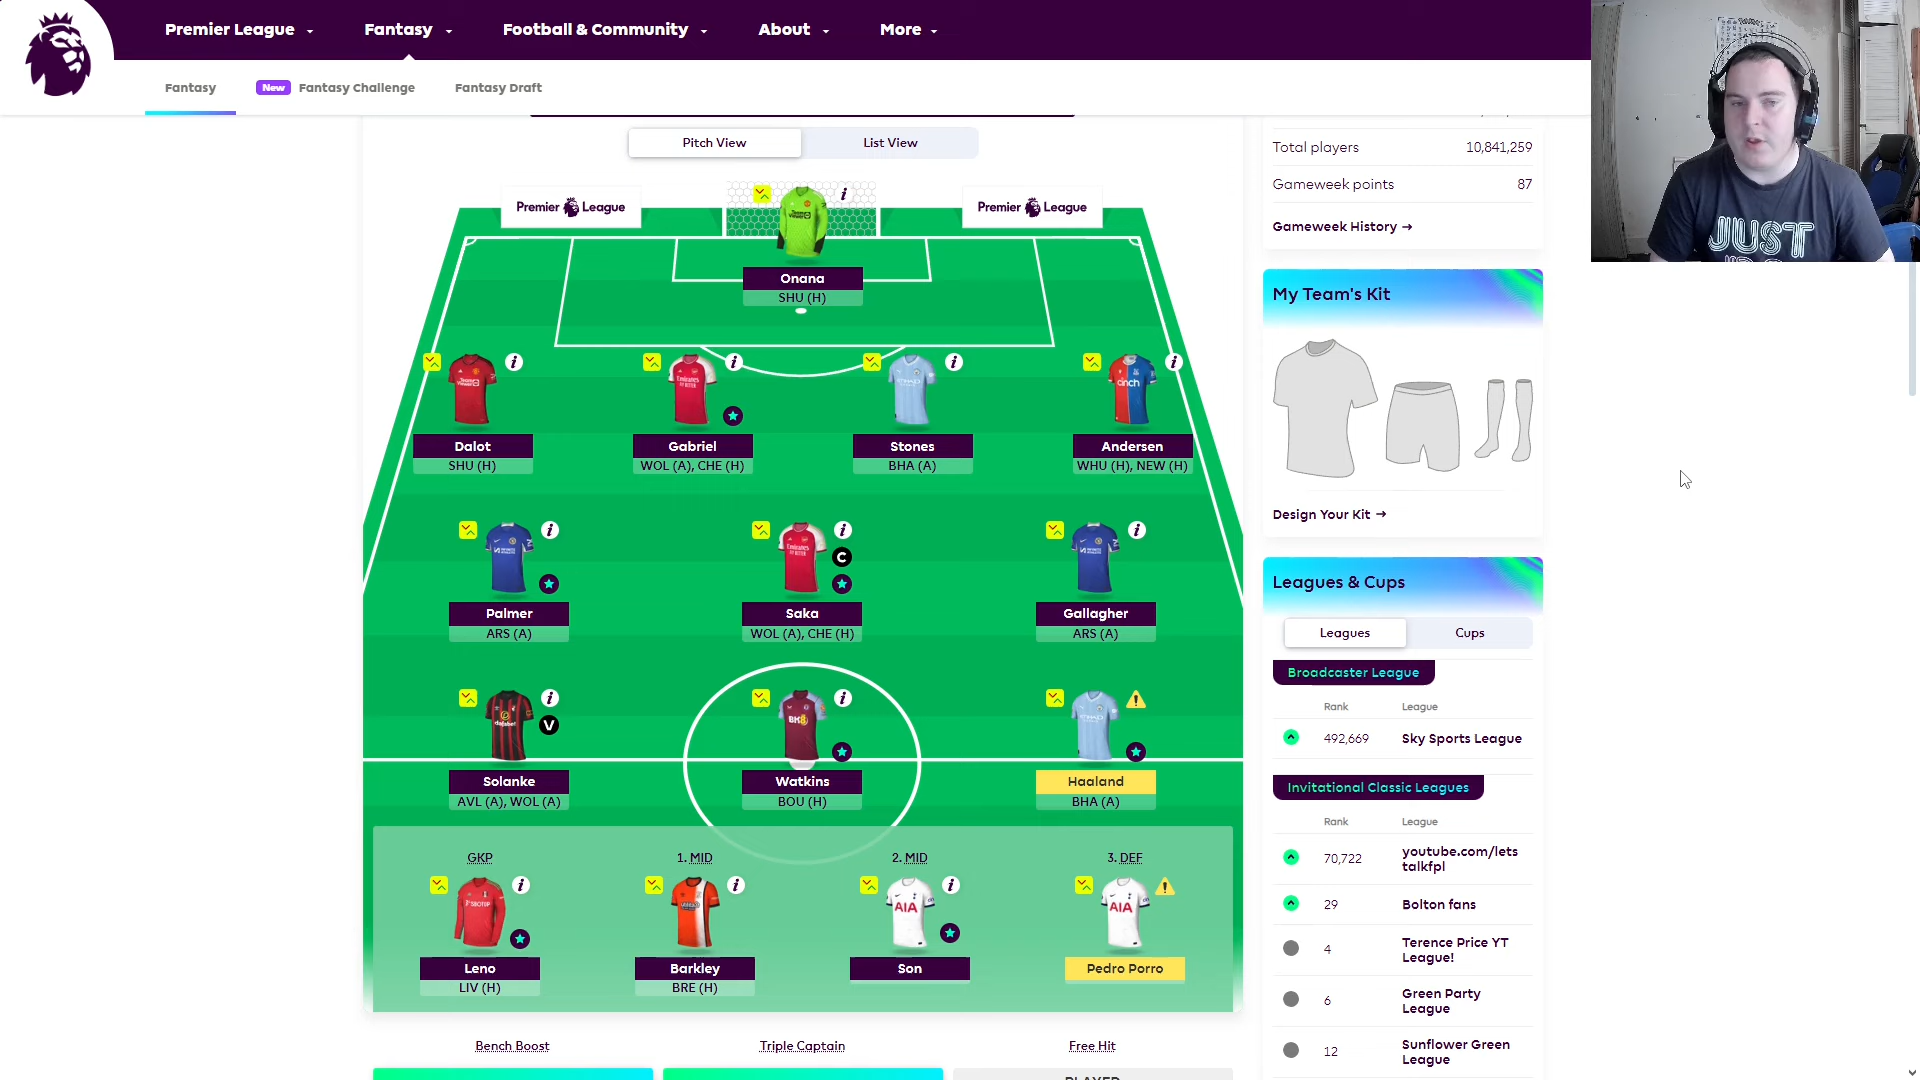 Premier League
Fantasy
Football & Community
About
More
Fantasy
New
Fantasy Challenge
Fantasy Draft
Pitch View
List View
Premier League
Premier League
Onana
SHU (H)
Dalot
SHU (H)
Gabriel
WOL (A), CHE (H)
Stones
BHA (A)
Andersen
WHU (H), NEW (H)
cinch
Palmer
ARS (A)
C
Saka
WOL (A), CHE (H)
Gallagher
ARS (A)
V
Solanke
AVL (A), WOL (A)
BK8
Watkins
BOU (H)
Haaland
BHA (A)
GKP
1. MID
2. MID
3. DEF
AIA
AIA
Leno
LIV (H)
Barkley
BRE (H)
Son
Pedro Porro
Bench Boost
Triple Captain
Free Hit
PLAYED
Total players
10,841,259
Gameweek points
87
Gameweek History →
My Team's Kit
Design Your Kit →
Leagues & Cups
Leagues
Cups
Broadcaster League
Rank
League
492,669
Sky Sports League
Invitational Classic Leagues
Rank
League
70,722
youtube.com/lets
talkfpl
29
Bolton fans
4
Terence Price YT
League!
6
Green Party
League
12
Sunflower Green
League
JUST